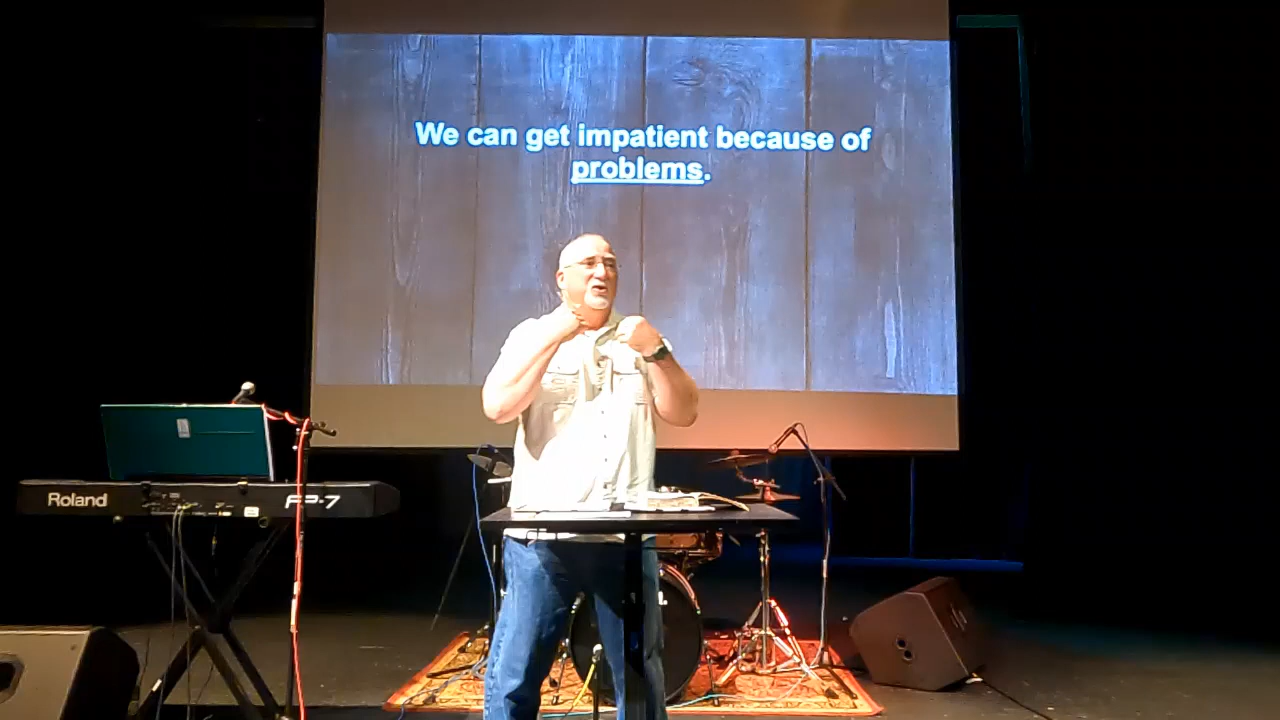 We can get impatient because of
problems.
Roland
FP-7